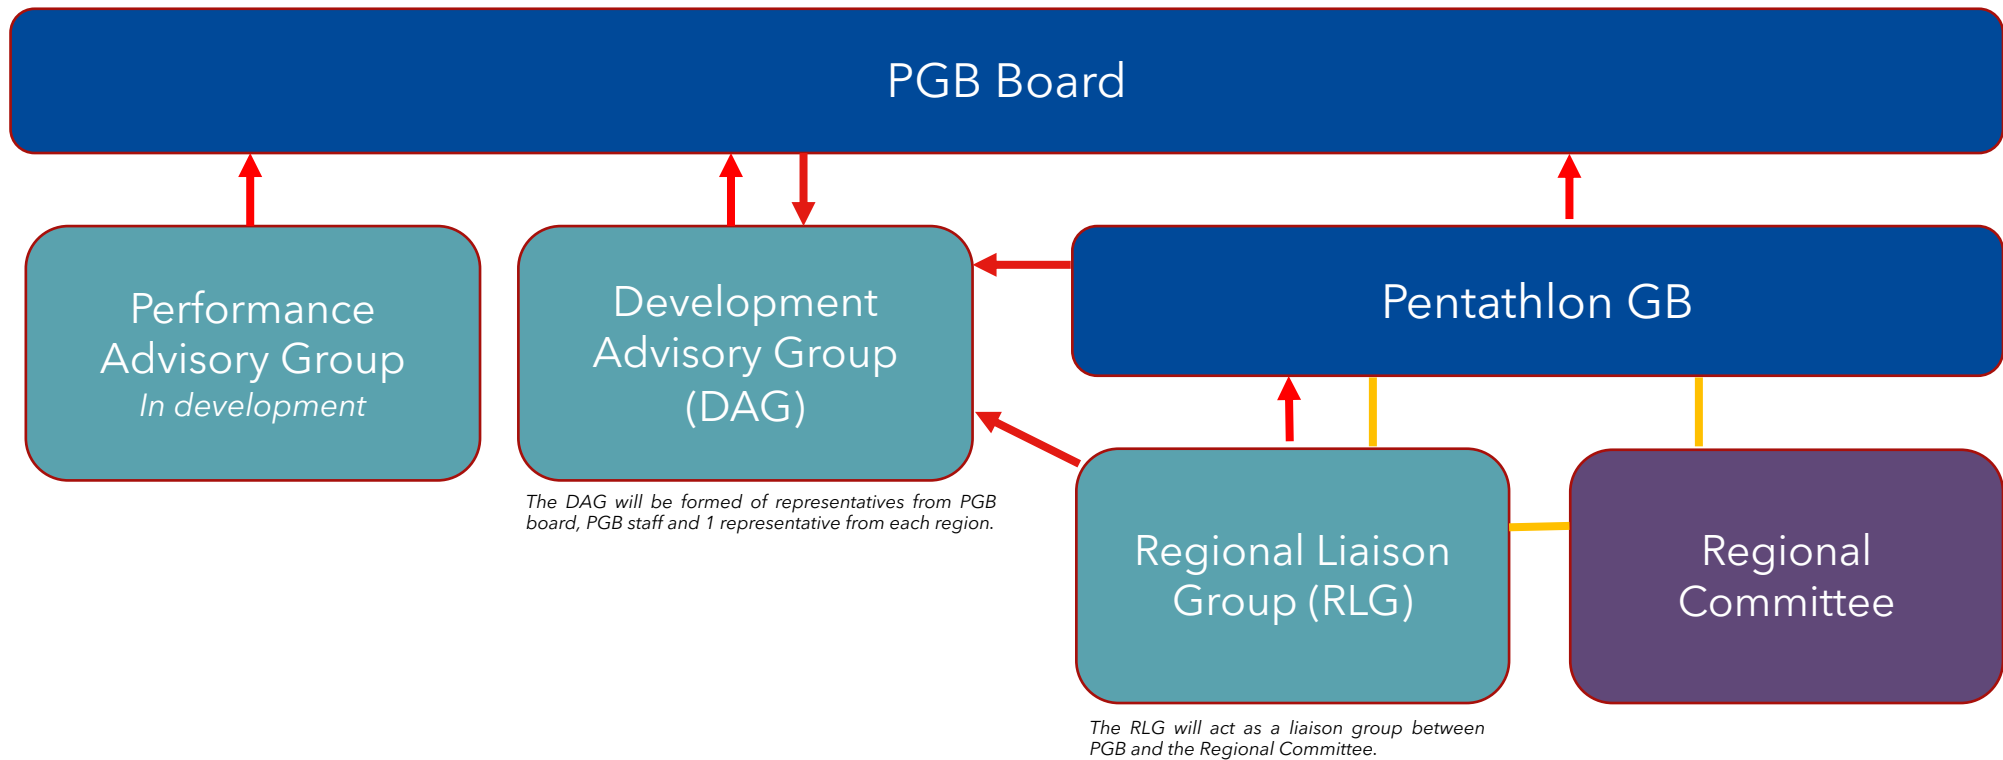 PGB Board
Performance
Advisory Group
In development
Development
Advisory Group
(DAG)
Pentathlon GB
The DAG will be formed of representatives from PGB
board, PGB staff and 1 representative from each region.
Regional Liaison
Group (RLG)
Regional
Committee
The RLG will act as a liaison group between
PGB and the Regional Committee.